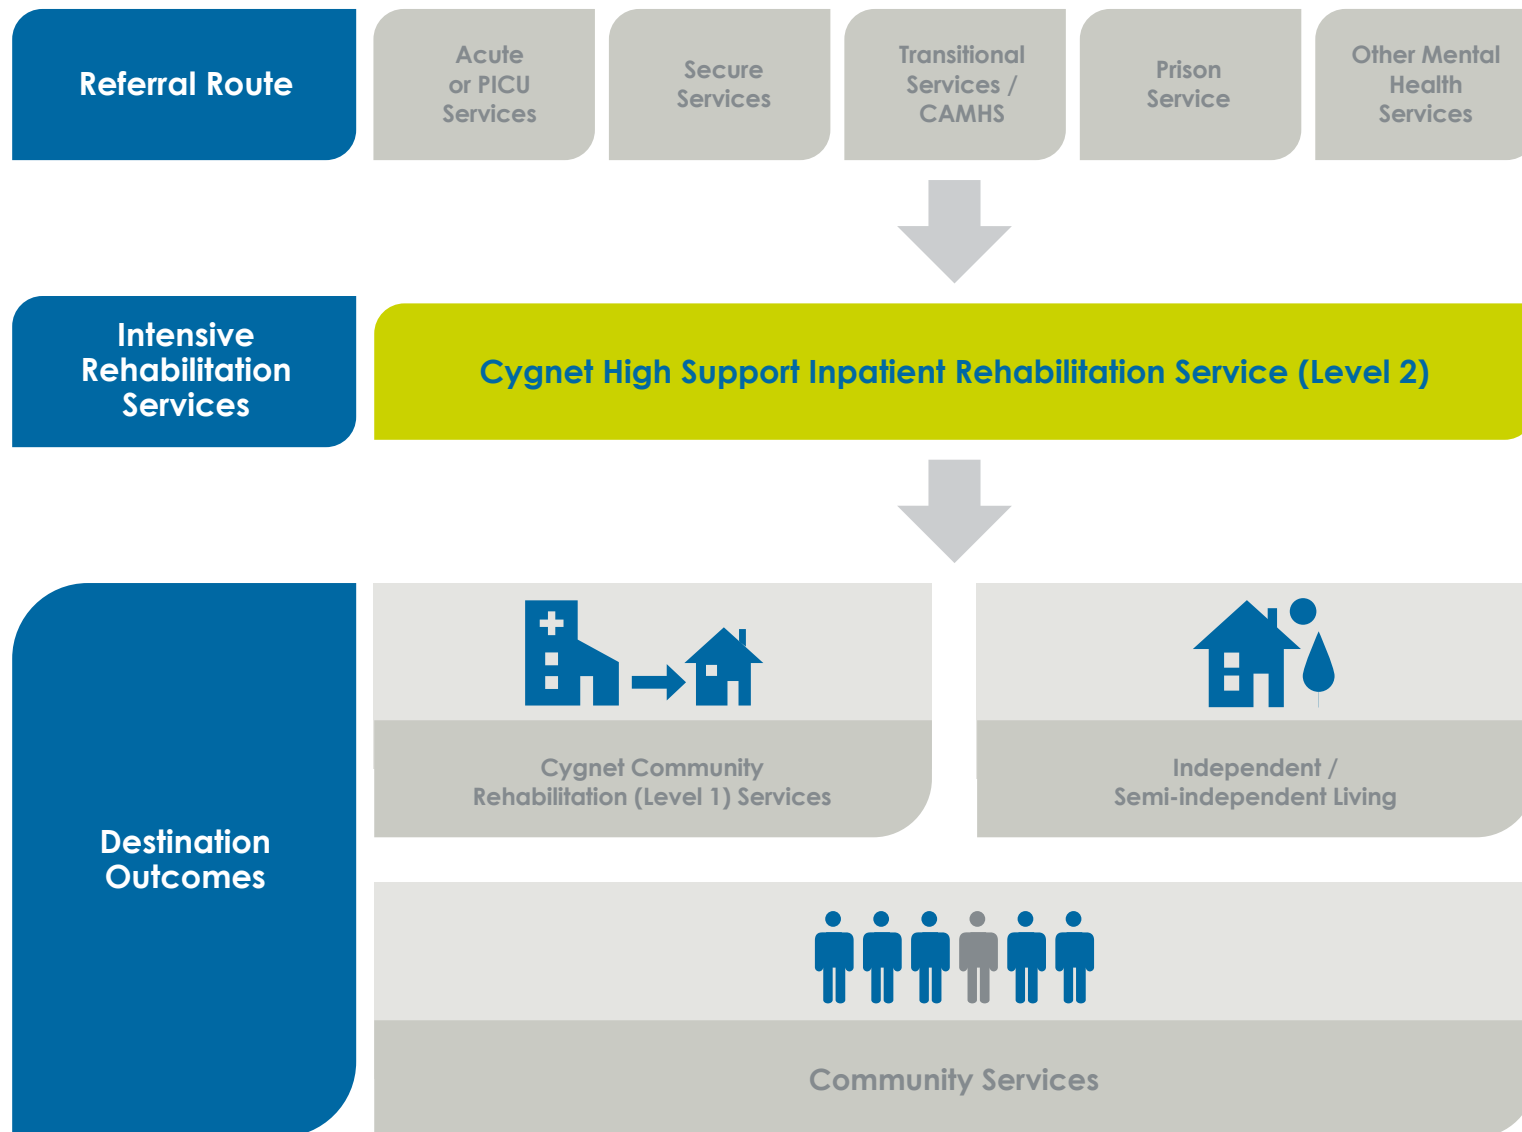 Referral Route
Acute
or PICU
Services
Secure
Services
Transitional
Services /
CAMHS
Prison
Service
Other Mental
Health
Services
Intensive
Rehabilitation
Services
Cygnet High Support Inpatient Rehabilitation Service (Level 2)
Destination
Outcomes
Cygnet Community
Rehabilitation (Level 1) Services
Independent /
Semi-independent Living
Community Services